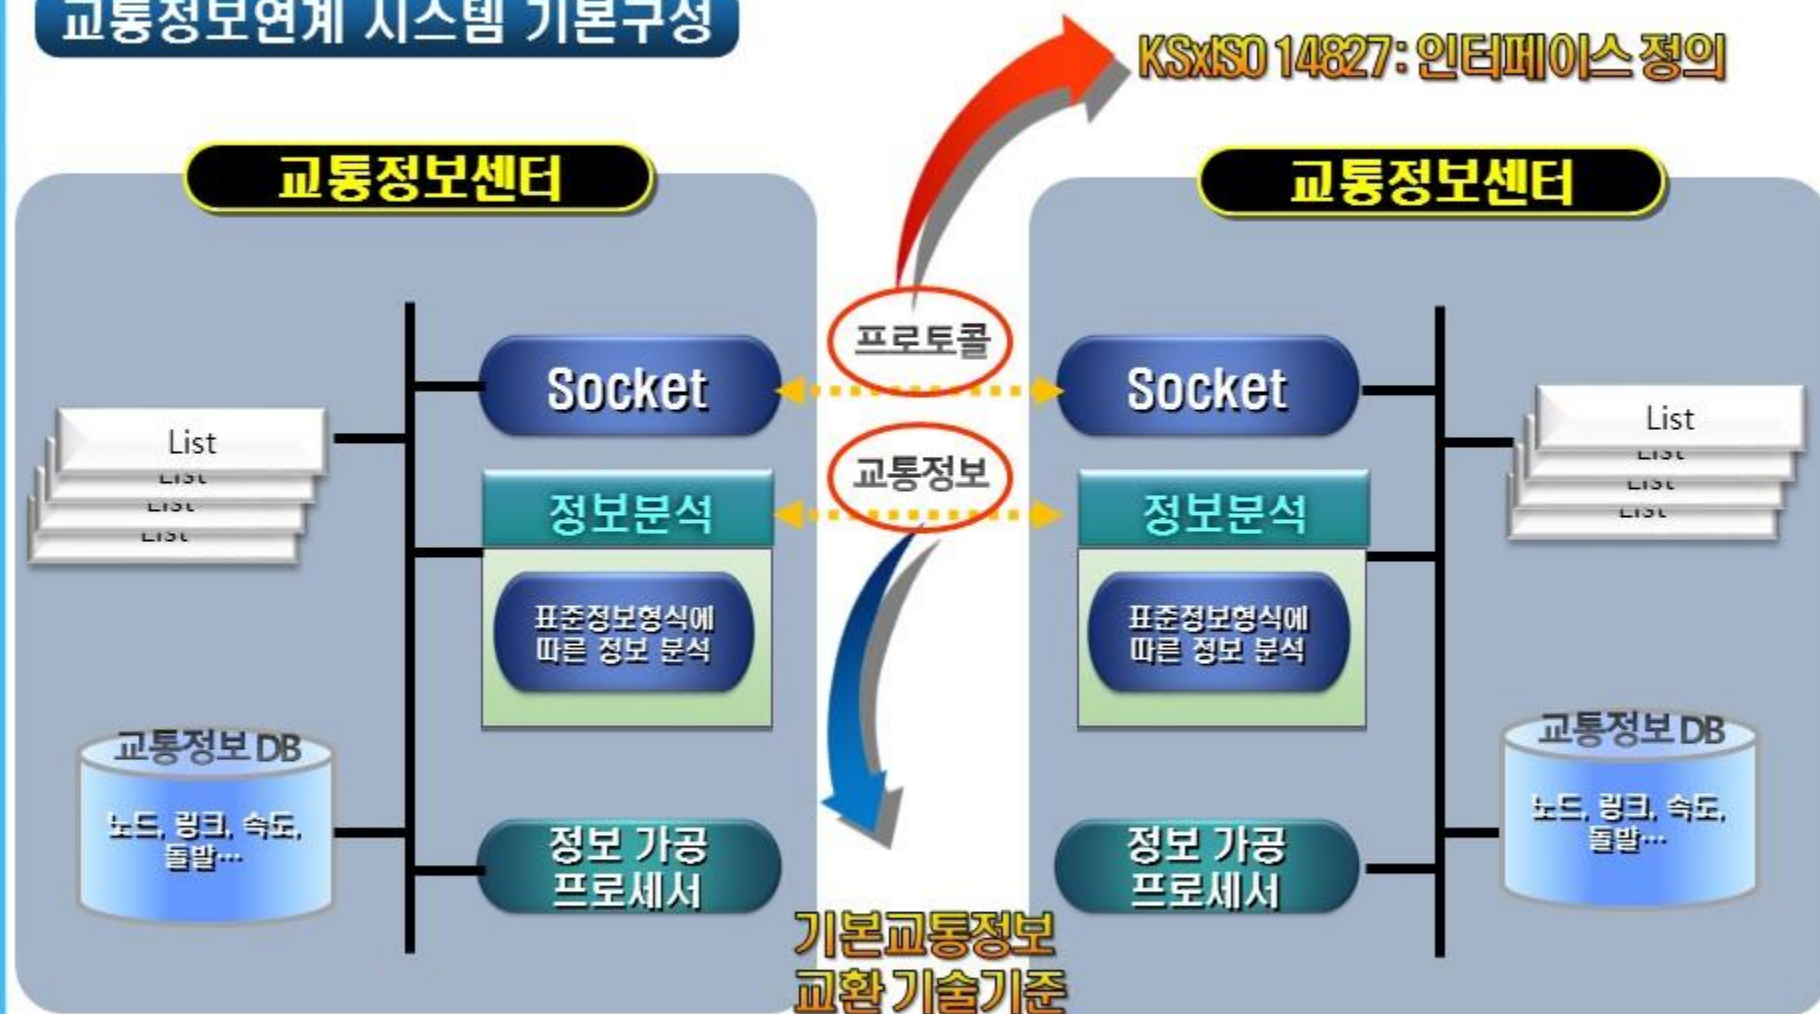 교통정보연계 시스템 기본구성
KSxISO 14827 : 인터페이스 정의
교통정보센터
교통정보센터
프로토콜
Socket
Socket
List
List
List
List
교통정보
정보분석
표준정보형식에
따른 정보 분석
정보분석
표준정보형식에
따른 정보 분석
List
List
List
List
교통정보 DB
노드, 링크, 속도,
돌발…
교통정보 DB
노드, 링크, 속도,
돌발…
정보 가공
프로세서
정보 가공
프로세서
기본교통정보
교환 기술기준